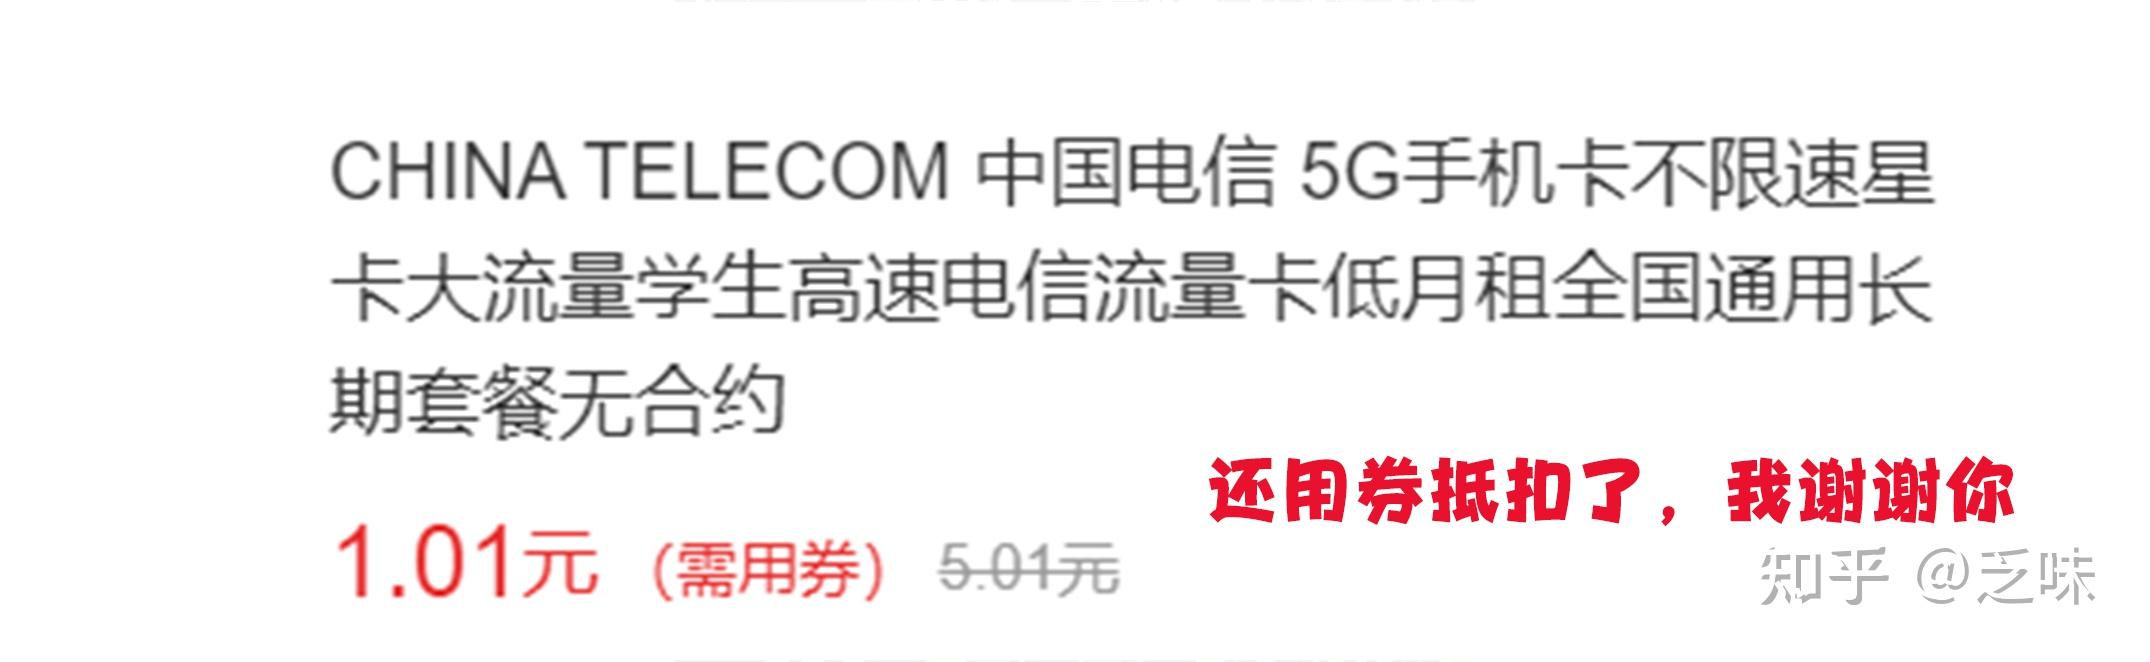 CHINA TELECOM 中国电信 5G手机卡不限速星
卡大流量学生高速电信流量卡低月租全国通用长
期套餐无合约
还用券抵扣了，我谢谢你
1.01元 （需用券） 5.01元
知乎 @乏味